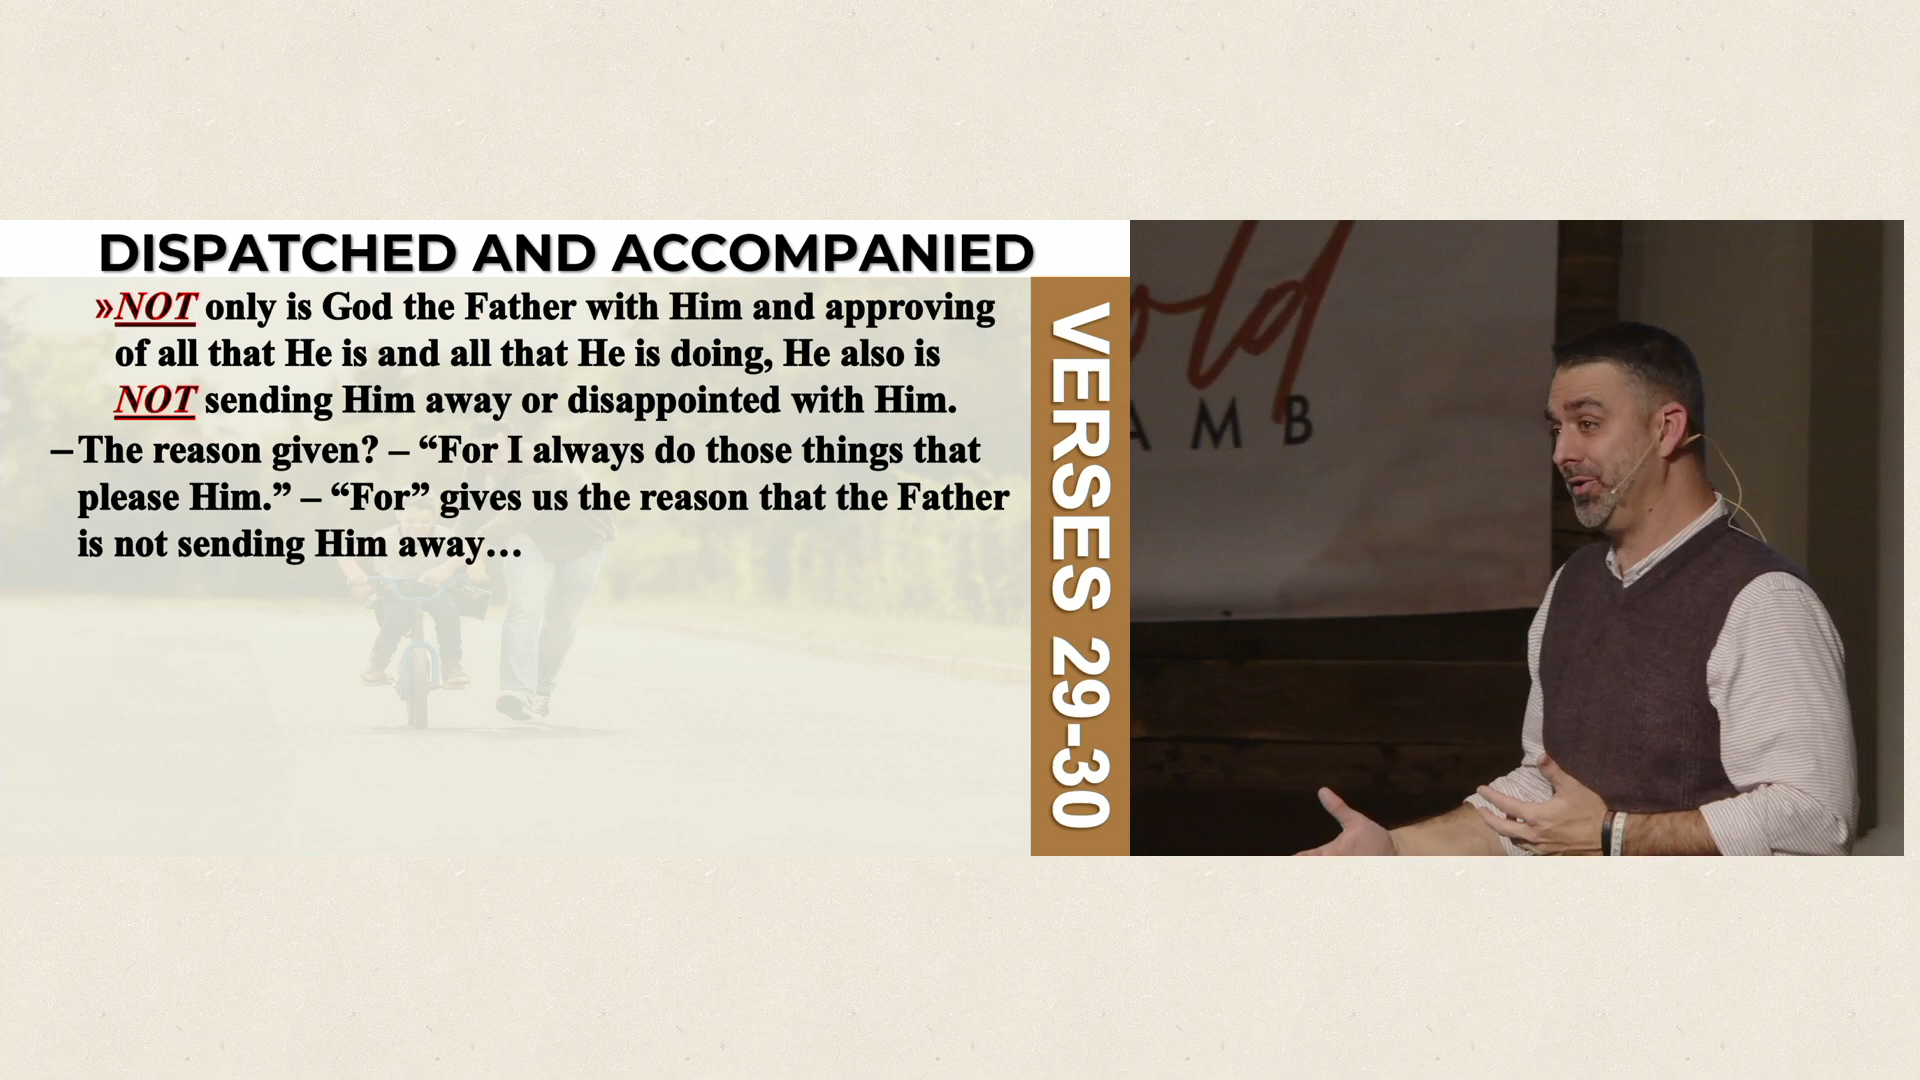 DISPATCHED AND ACCOMPANIED
»NOT only is God the Father with Him and approving
of all that He is and all that He is doing, He also is
NOT sending Him away or disappointed with Him.
–The reason given? – “For I always do those things that
please Him.” – “For” gives us the reason that the Father
is not sending Him away…
VERSES 29-30
old
AMB